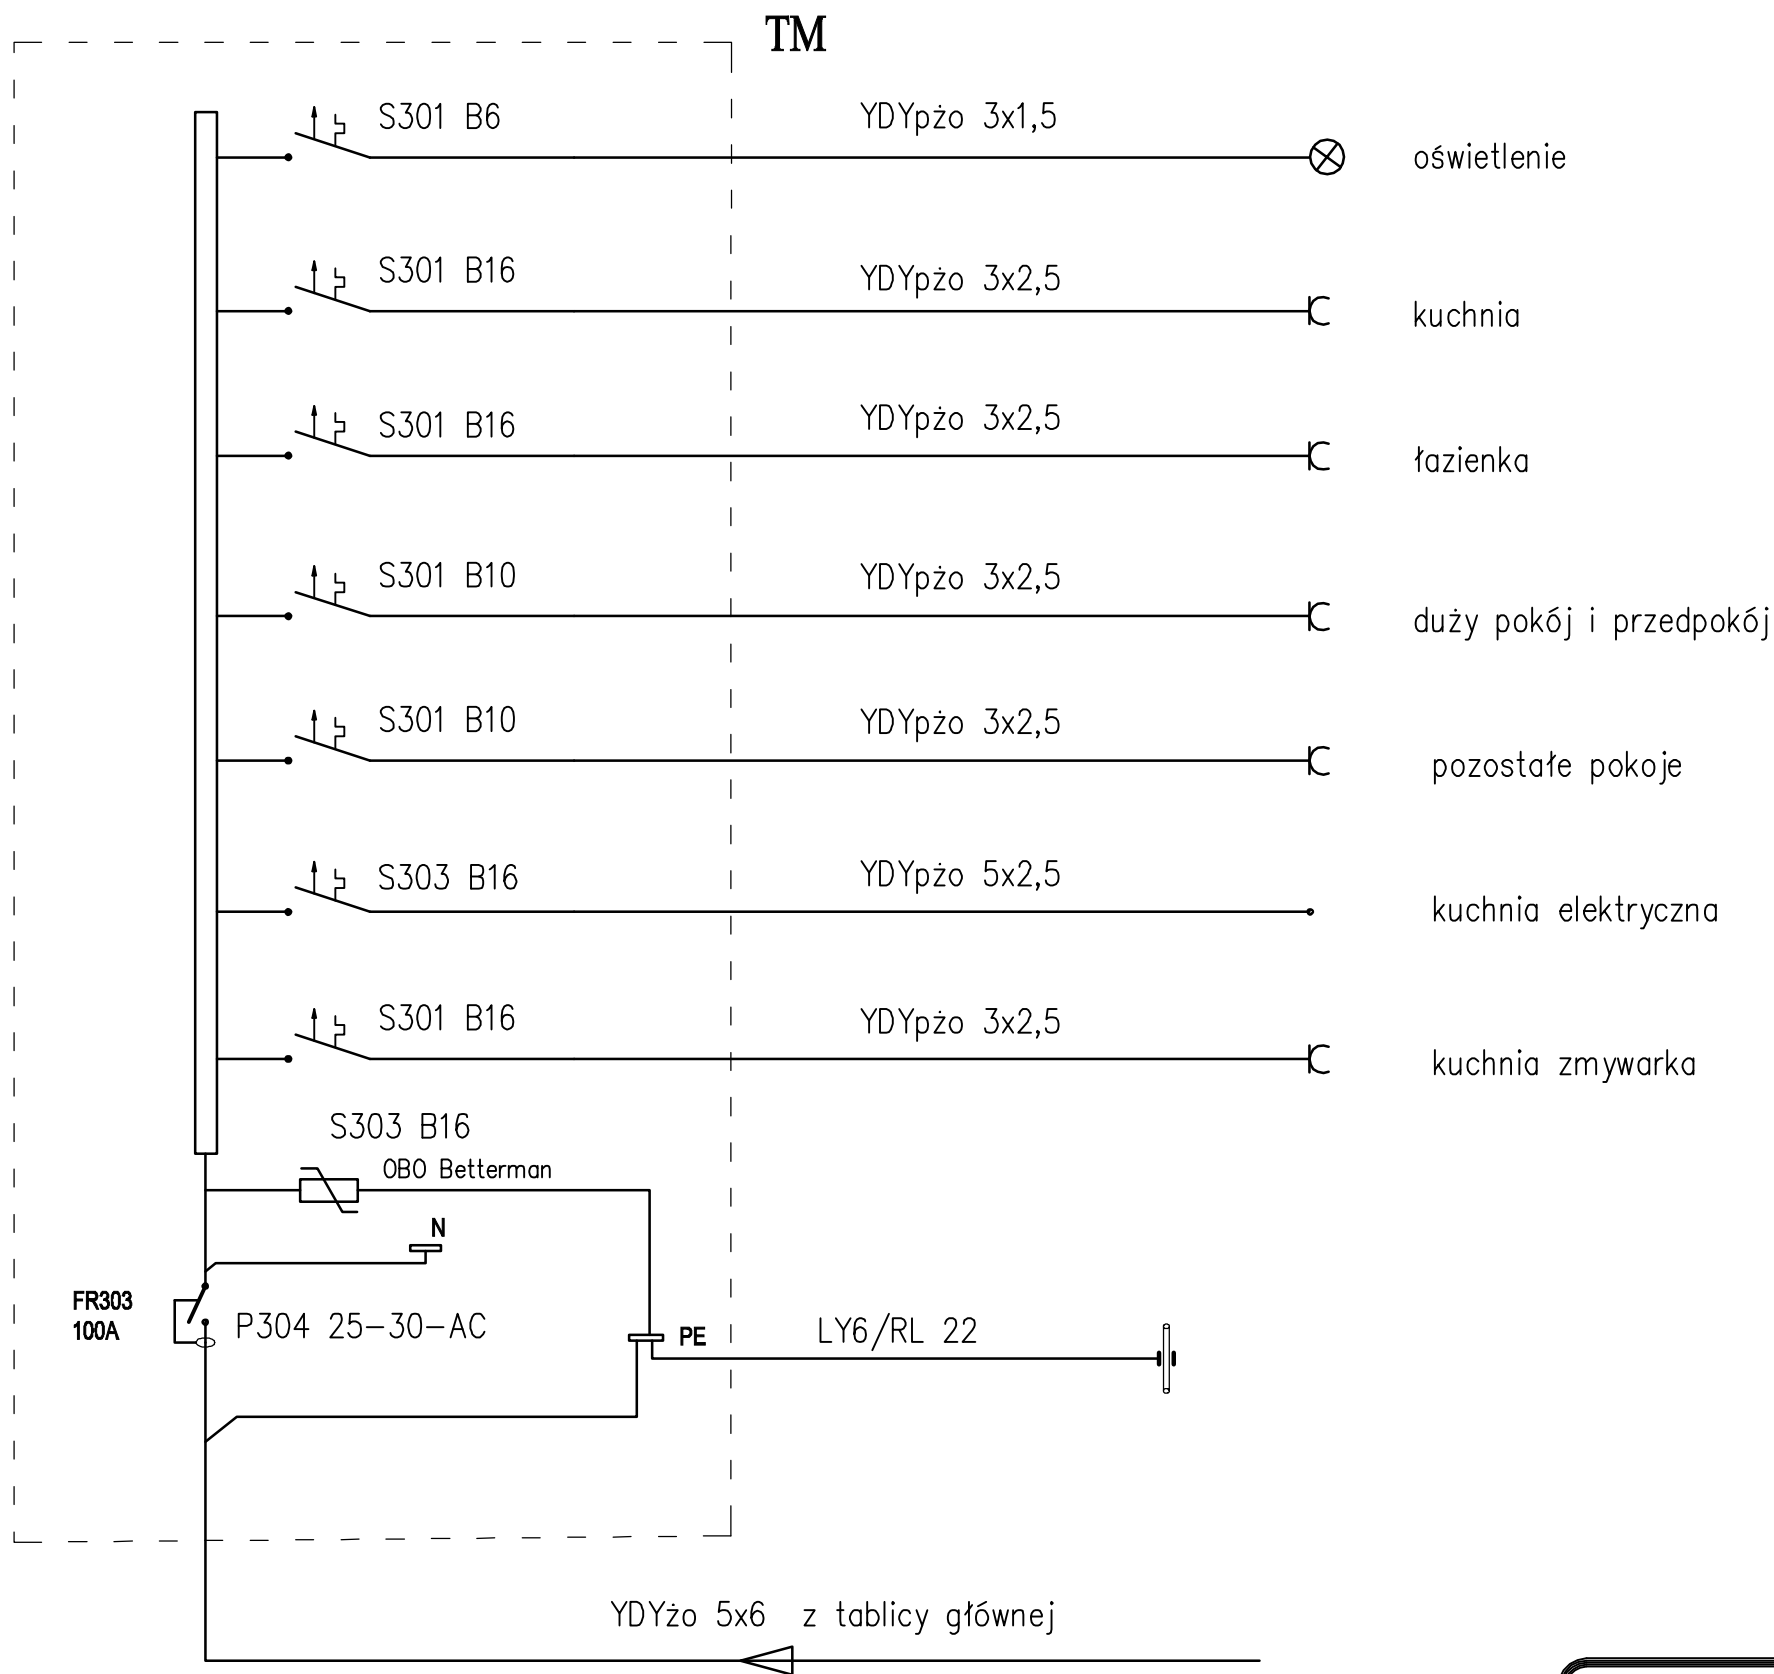 TM
S301 B6 YDYpżo 3x1,5
oświetlenie
S301 B16 YDYpżo 3x2,5
kuchnia
S301 B16 YDYpżo 3x2,5
łazienka
S301 B10 YDYpżo 3x2,5
duży pokój i przedpokój
S301 B10 YDYpżo 3x2,5
pozostałe pokoje
S303 B16 YDYpżo 5x2,5
kuchnia elektryczna
S301 B16 YDYpżo 3x2,5
kuchnia zmywarka
S303 B16
OBO Betterman
N
FR303
100A
P304 25-30-AC
PE
LY6/RL 22
YDYżo 5x6 z tablicy głównej